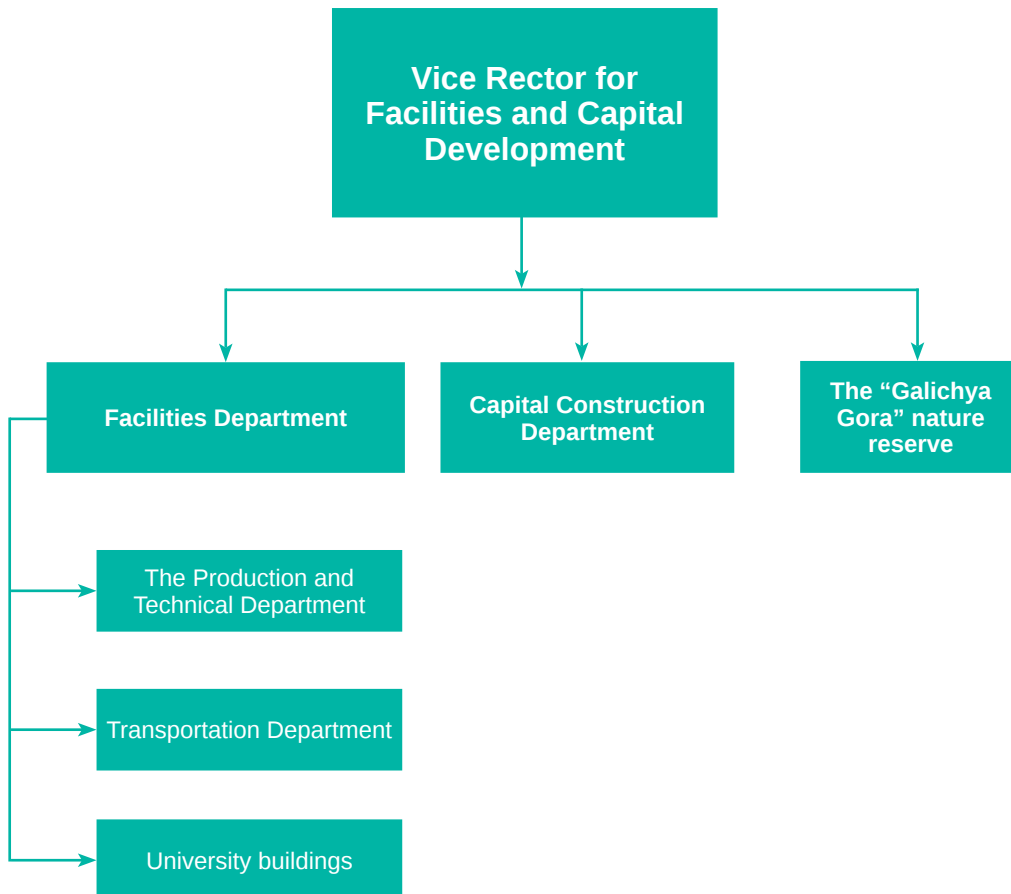 Vice Rector for
Facilities and Capital
Development
Facilities Department
Capital Construction
Department
The “Galichya
Gora” nature
reserve
The Production and
Technical Department
Transportation Department
University buildings